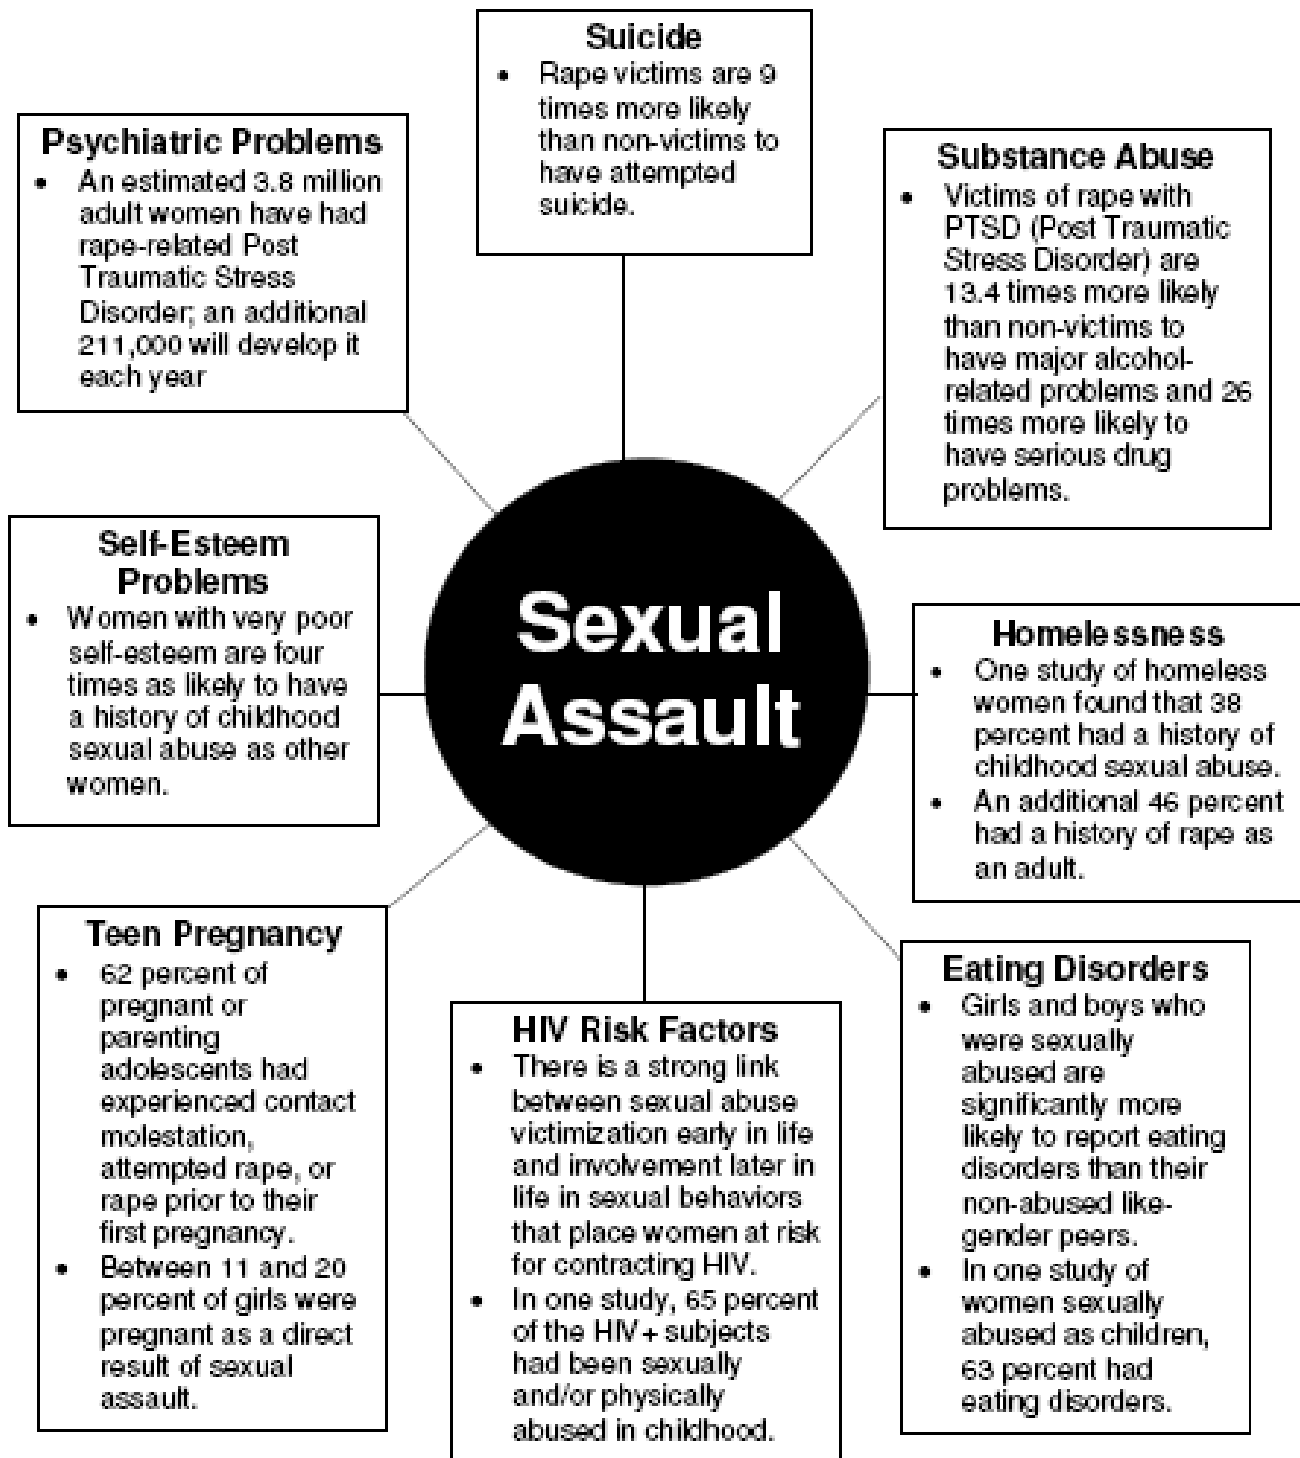 Suicide
• Rape victims are 9
times more likely
than non-victims to
have attempted
suicide.
Psychiatric Problems
• An estimated 3.8 million
adult women have had
rape-related Post
Traumatic Stress
Disorder; an additional
211,000 will develop it
each year
Substance Abuse
• Victims of rape with
PTSD (Post Traumatic
Stress Disorder) are
13.4 times more likely
than non-victims to
have major alcohol-
related problems and 26
times more likely to
have serious drug
problems.
Self-Esteem
Problems
• Women with very poor
self-esteem are four
times as likely to have
a history of childhood
sexual abuse as other
women.
Sexual
Assault
Homelessness
• One study of homeless
women found that 38
percent had a history of
childhood sexual abuse.
• An additional 46 percent
had a history of rape as
an adult.
Teen Pregnancy
• 62 percent of
pregnant or
parenting
adolescents had
experienced contact
molestation,
attempted rape, or
rape prior to their
first pregnancy.
• Between 11 and 20
percent of girls were
pregnant as a direct
result of sexual
assault.
HIV Risk Factors
• There is a strong link
between sexual abuse
victimization early in life
and involvement later in
life in sexual behaviors
that place women at risk
for contracting HIV.
• In one study, 65 percent
of the HIV+ subjects
had been sexually
and/or physically
abused in childhood.
Eating Disorders
• Girls and boys who
were sexually
abused are
significantly more
likely to report eating
disorders than their
non-abused like-
gender peers.
• In one study of
women sexually
abused as children,
63 percent had
eating disorders.